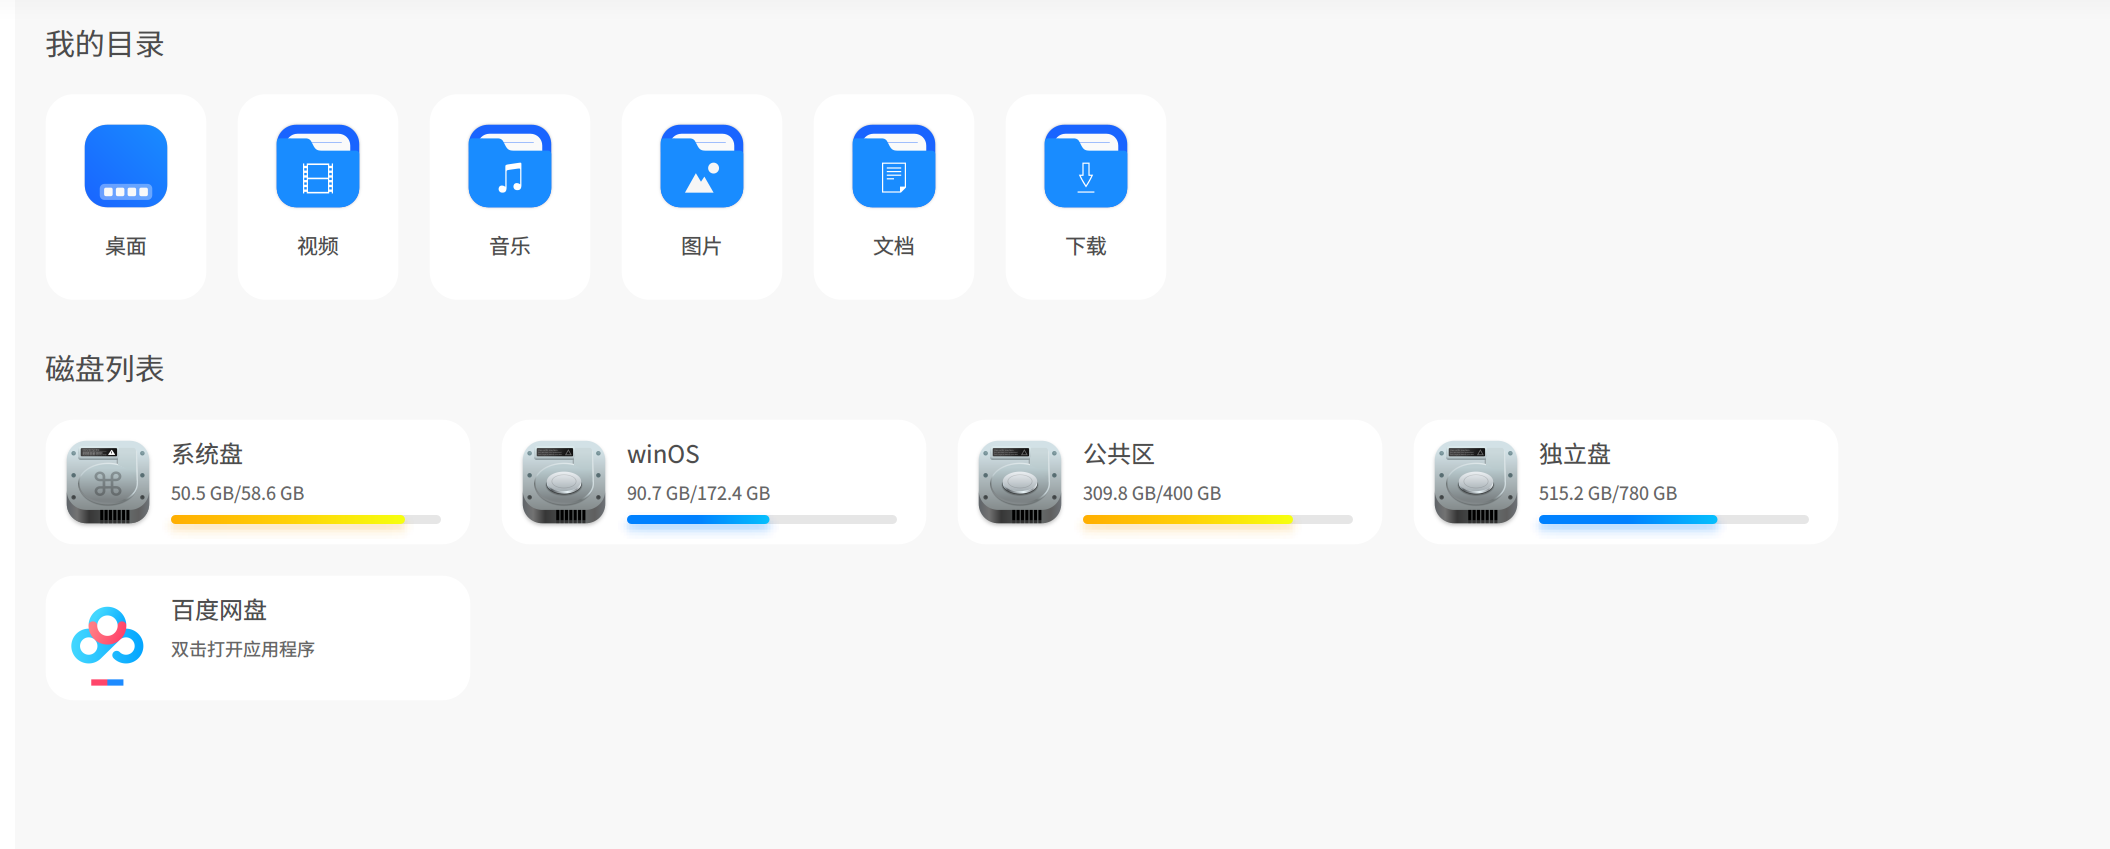 我的目录
桌面
视频
音乐
图片
文档
下载
磁盘列表
系统盘
50.5 GB/58.6 GB
winOS
90.7 GB/172.4 GB
公共区
309.8 GB/400 GB
独立盘
515.2 GB/780 GB
百度网盘
双击打开应用程序